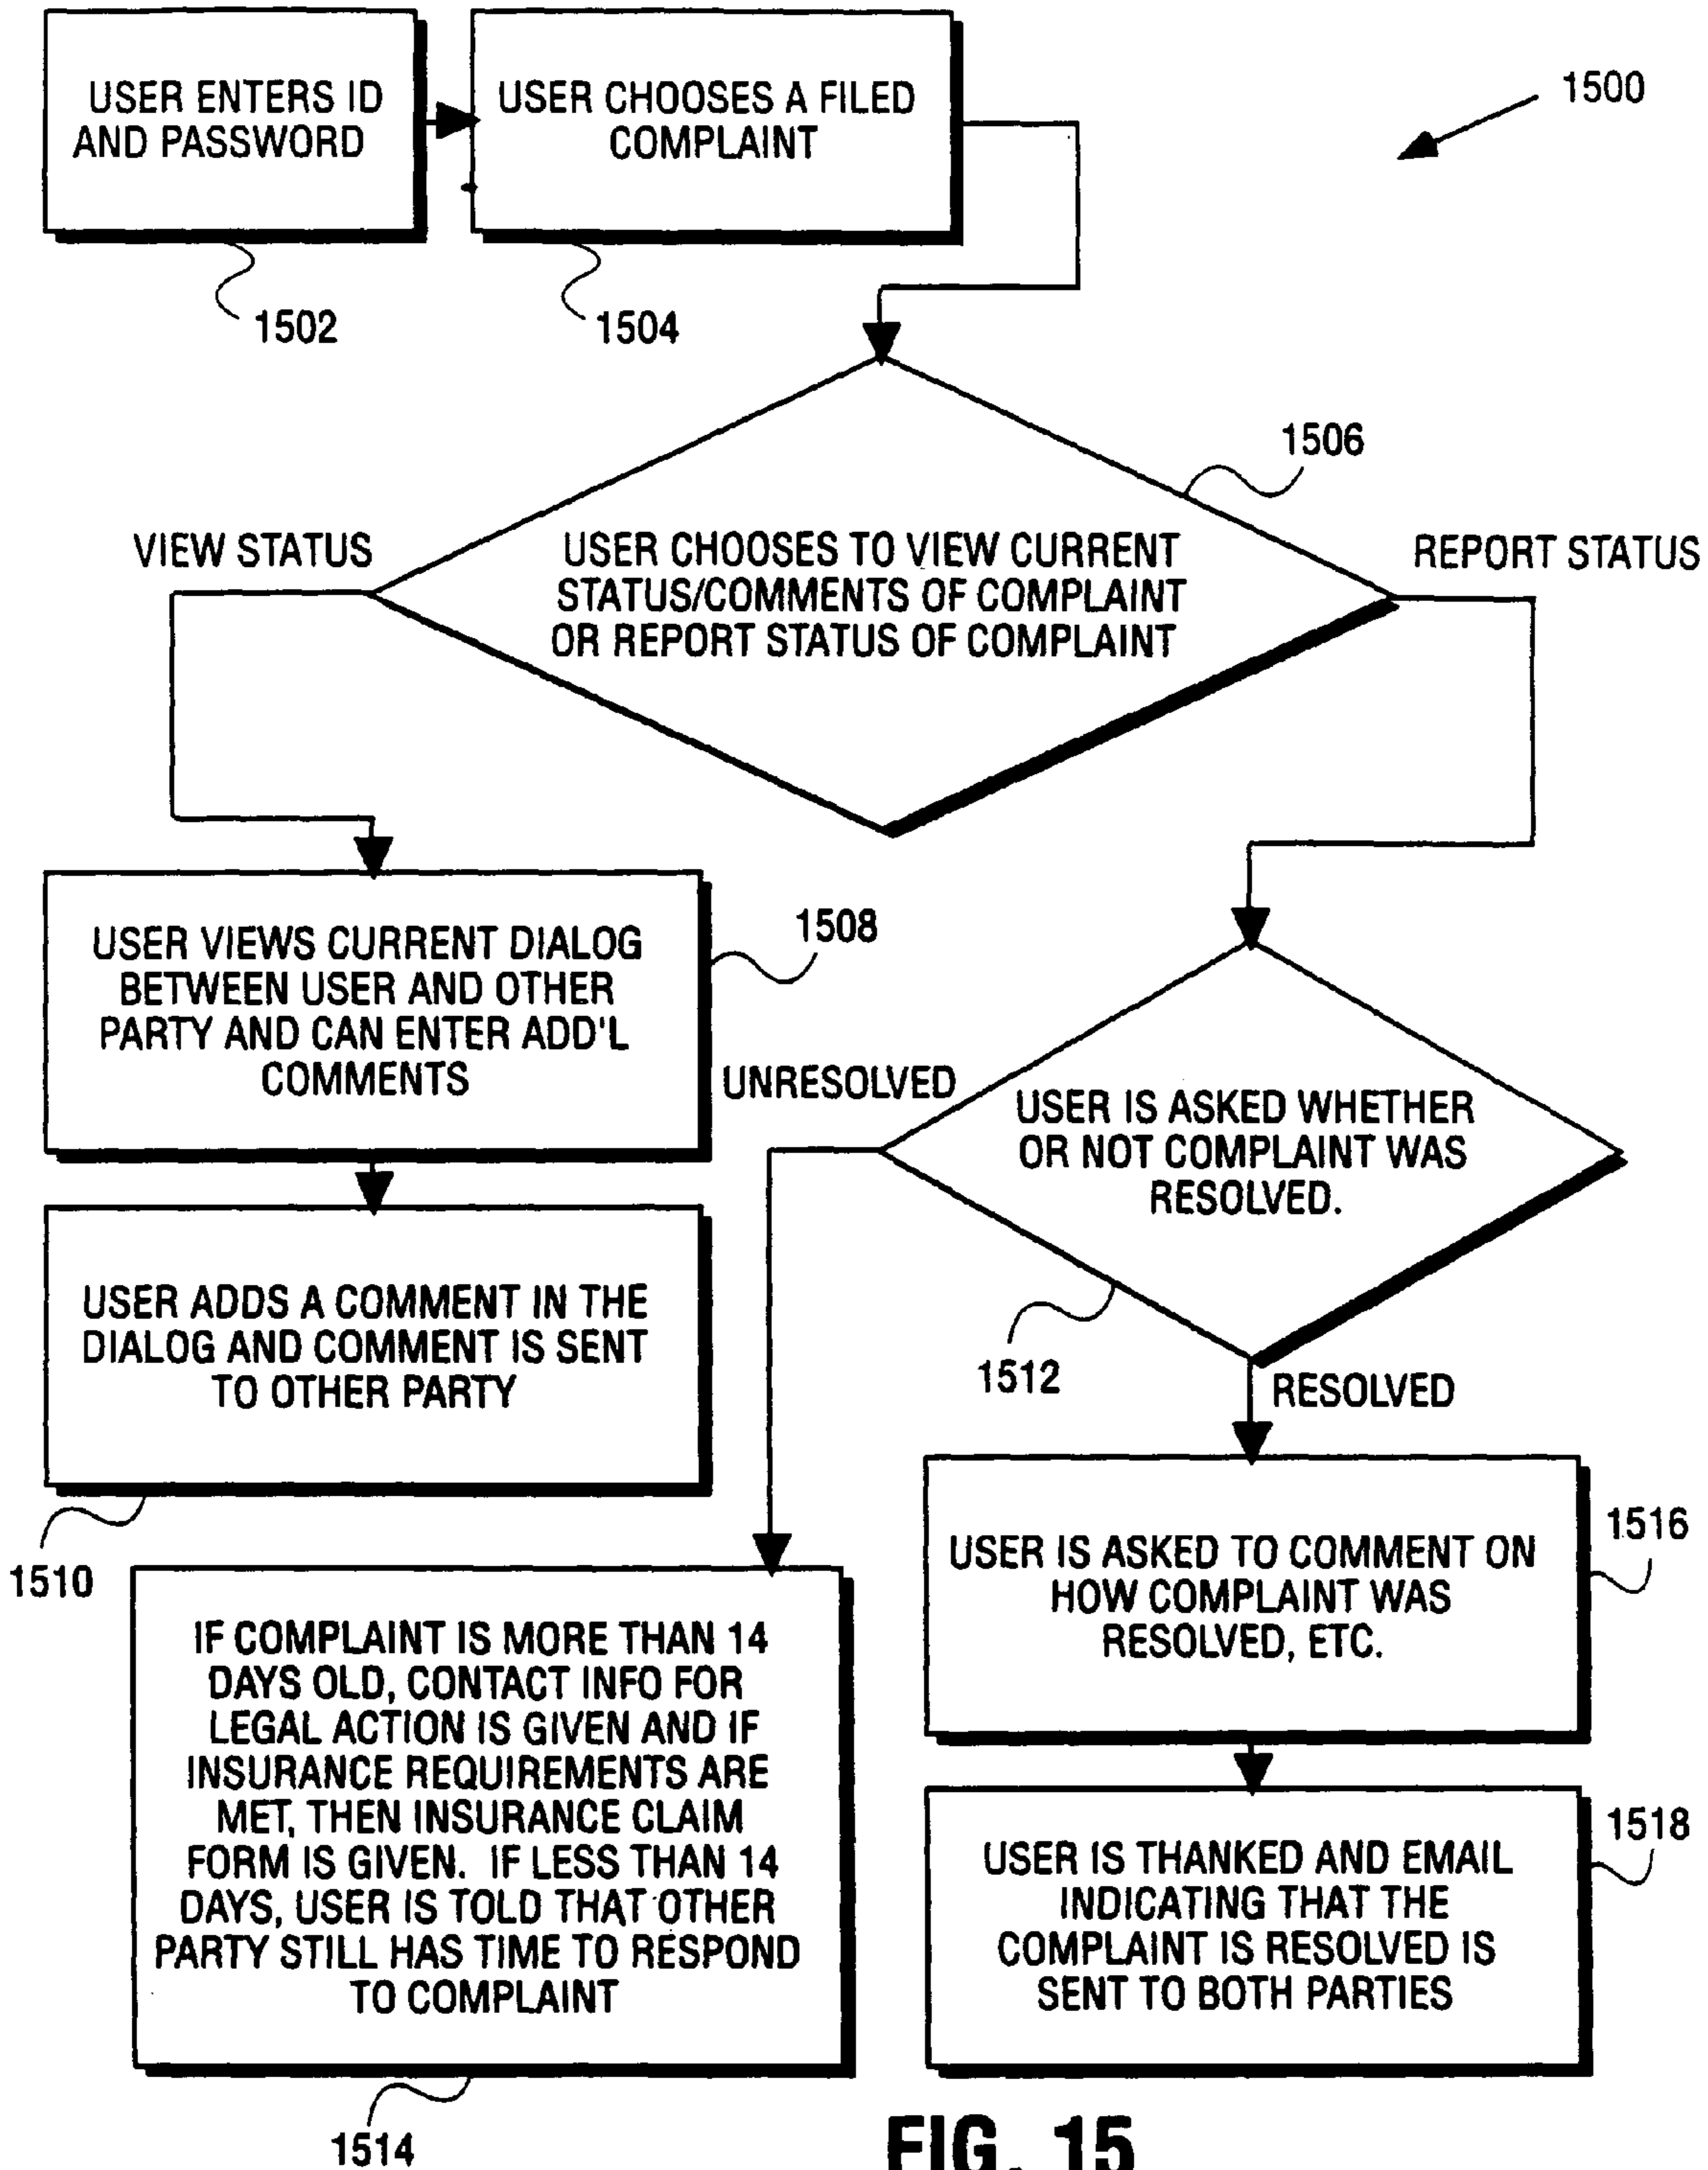 USER ENTERS ID
AND PASSWORD
1502
USER CHOOSES A FILED
COMPLAINT
1504
1500
1506
USER CHOOSES TO VIEW CURRENT
STATUS/COMMENTS OF COMPLAINT
OR REPORT STATUS OF COMPLAINT
VIEW STATUS
REPORT STATUS
USER VIEWS CURRENT DIALOG
BETWEEN USER AND OTHER
PARTY AND CAN ENTER ADD'L
COMMENTS
1508
USER ADDS A COMMENT IN THE
DIALOG AND COMMENT IS SENT
TO OTHER PARTY
1510
UNRESOLVED
USER IS ASKED WHETHER
OR NOT COMPLAINT WAS
RESOLVED.
1512
RESOLVED
IF COMPLAINT IS MORE THAN 14
DAYS OLD, CONTACT INFO FOR
LEGAL ACTION IS GIVEN AND IF
INSURANCE REQUIREMENTS ARE
MET, THEN INSURANCE CLAIM
FORM IS GIVEN. IF LESS THAN 14
DAYS, USER IS TOLD THAT OTHER
PARTY STILL HAS TIME TO RESPOND
TO COMPLAINT
1514
USER IS ASKED TO COMMENT ON
HOW COMPLAINT WAS
RESOLVED, ETC.
1516
USER IS THANKED AND EMAIL
INDICATING THAT THE
COMPLAINT IS RESOLVED IS
SENT TO BOTH PARTIES
1518
FIG. 15